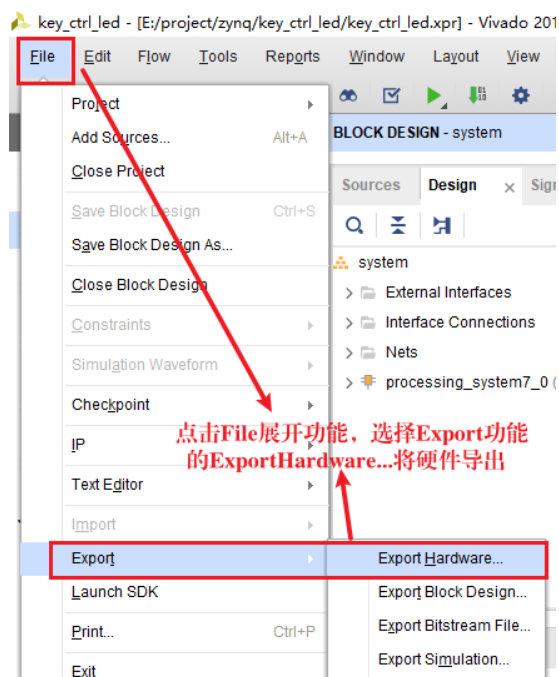 key_ctrl_led - [E:/project/zynq/key_ctrl_led/key_ctrl_led.xpr] - Vivado 201
File Edit Flow Tools Reports Window Layout View
Project
Add Sources... Alt+A
Close Project
Save Block Design Ctrl+S
Save Block Design As...
Close Block Design
Constraints
Simulation Waveform
Checkpoint
IP
Text Editor
Import
Export
Launch SDK
Print... Ctrl+P
Exit
BLOCK DESIGN - system
Sources Design Sign
system
External Interfaces
Interface Connections
Nets
processing_system7_0 (
点击File展开功能，选择Export功能
的ExportHardware...将硬件导出
Export Hardware...
Export Block Design...
Export Bitstream File...
Export Simulation...